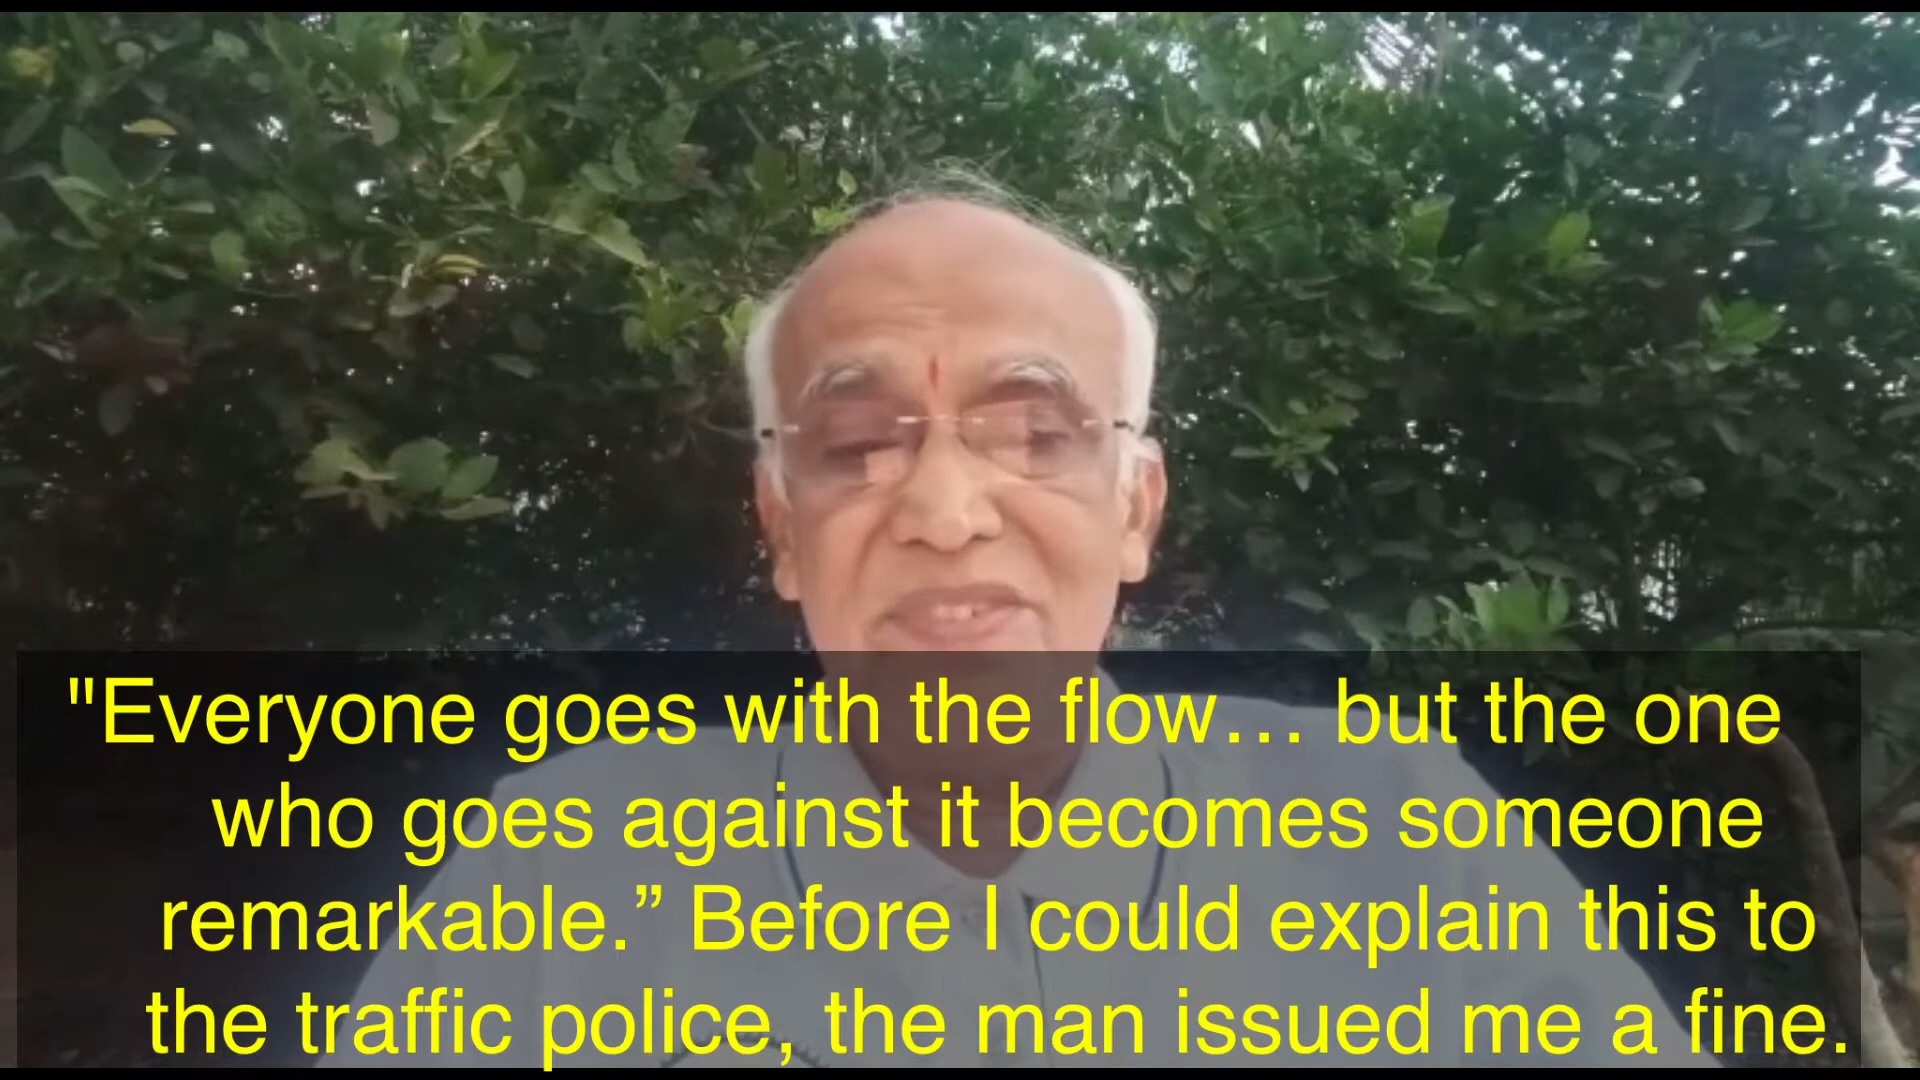 "Everyone goes with the flow… but the one
who goes against it becomes someone
remarkable.” Before I could explain this to
the traffic police, the man issued me a fine.